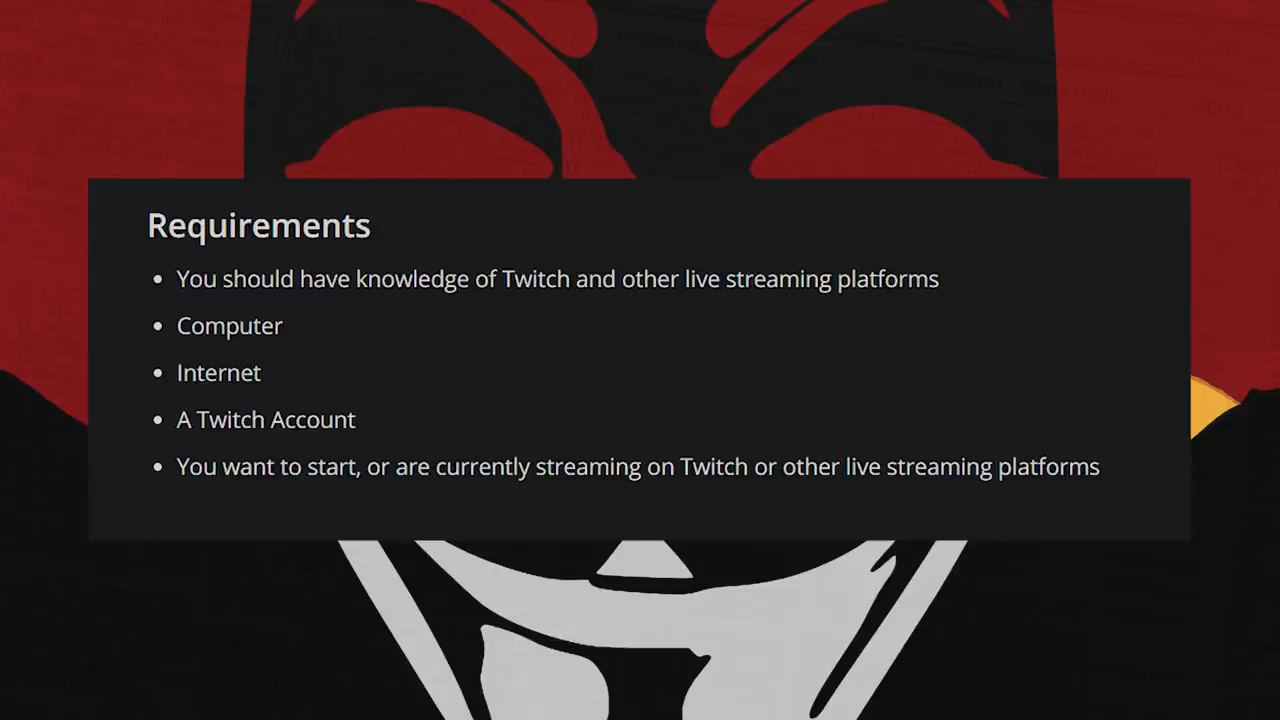 Requirements
You should have knowledge of Twitch and other live streaming platforms
Computer
Internet
A Twitch Account
You want to start, or are currently streaming on Twitch or other live streaming platforms